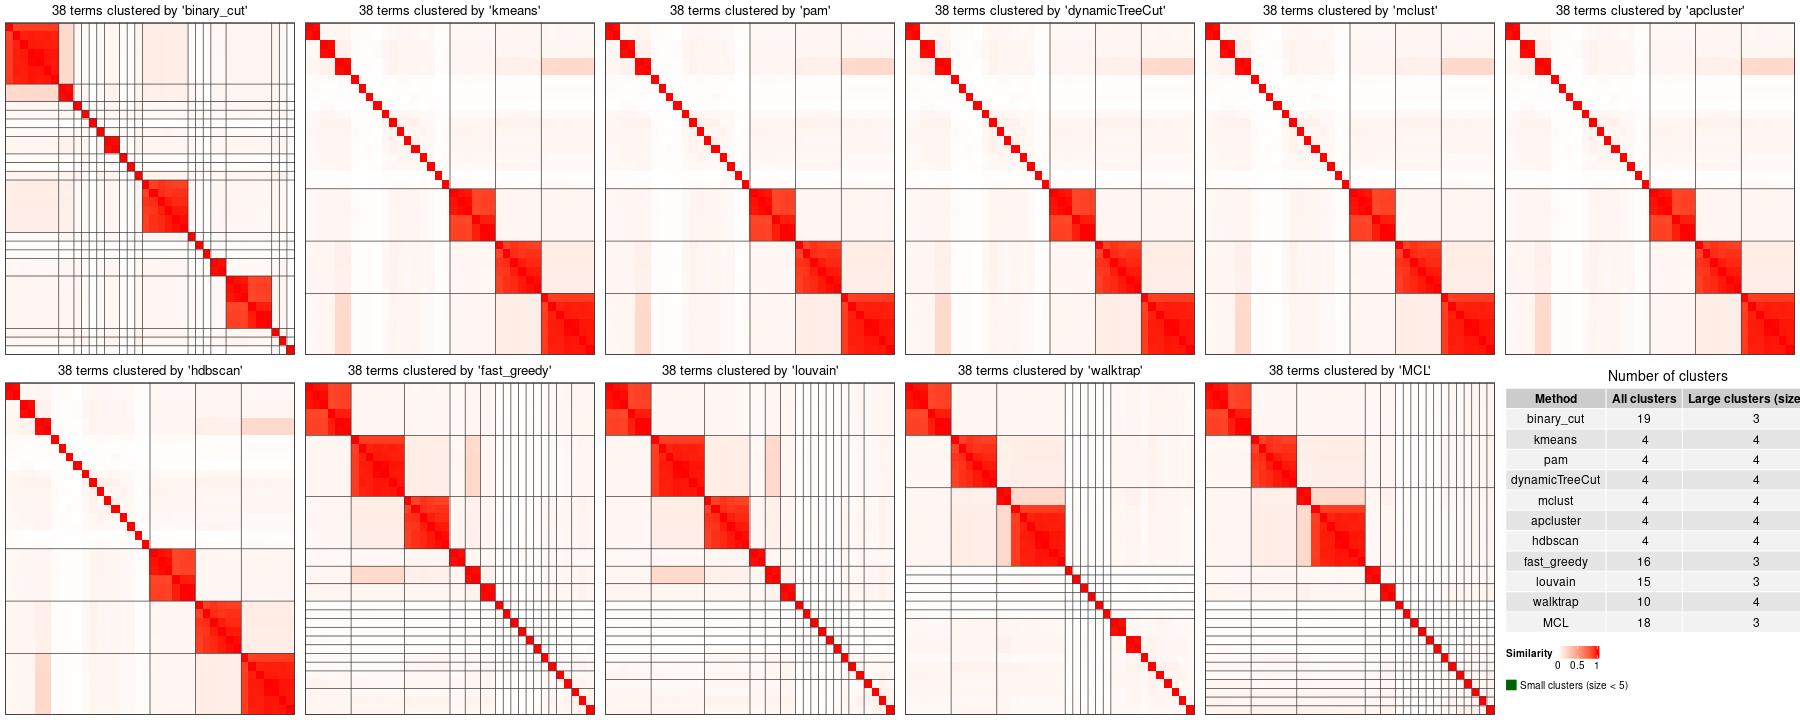 38 terms clustered by 'binary_cut'
38 terms clustered by 'kmeans'
38 terms clustered by 'pam'
38 terms clustered by 'dynamicTreeCut'
38 terms clustered by 'mclust'
38 terms clustered by 'apcluster'
38 terms clustered by 'hdbscan'
38 terms clustered by 'fast_greedy'
38 terms clustered by 'louvain'
38 terms clustered by 'walktrap'
38 terms clustered by 'MCL'
Number of clusters
Method All clusters Large clusters (size
binary_cut 19 3
kmeans 4 4
pam 4 4
dynamicTreeCut 4 4
mclust 4 4
apcluster 4 4
hdbscan 4 4
fast_greedy 16 3
louvain 15 3
walktrap 10 4
MCL 18 3
Similarity
0 0.5 1
Small clusters (size < 5)